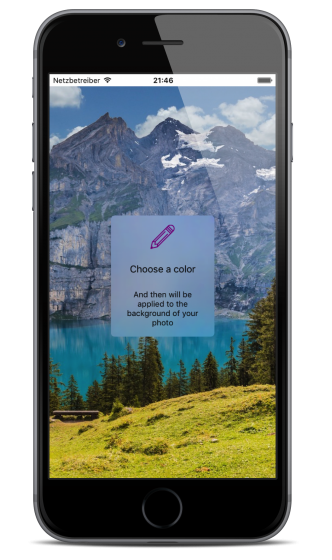 Netzbetreiber 21:46
Choose a color
And then will be
applied to the
background of your
photo